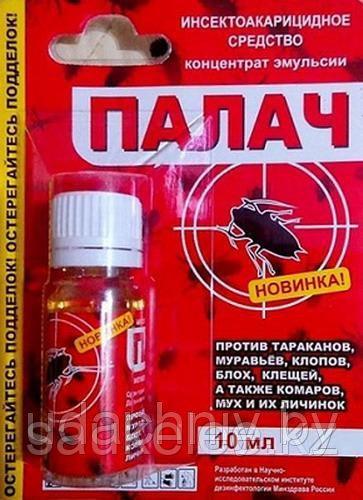 ИНСЕКТОАКАРИЦИДНОЕ
СРЕДСТВО
концентрат эмульсии
ПАЛАЧ
НОВИНКА!
ПРОТИВ ТАРАКАНОВ,
МУРАВЬЁВ, КЛОПОВ,
БЛОХ, КЛЕЩЕЙ,
А ТАКЖЕ КОМАРОВ,
МУХ И ИХ ЛИЧИНОК
10 мл
Разработан в Научно-
исследовательском институте
дезинфектологии Минздрава России
ОСТЕРЕГАЙТЕСЬ ПОДДЕЛОК! ОСТЕРЕГАЙТЕСЬ ПОДДЕЛОК!
НОВИНКА!